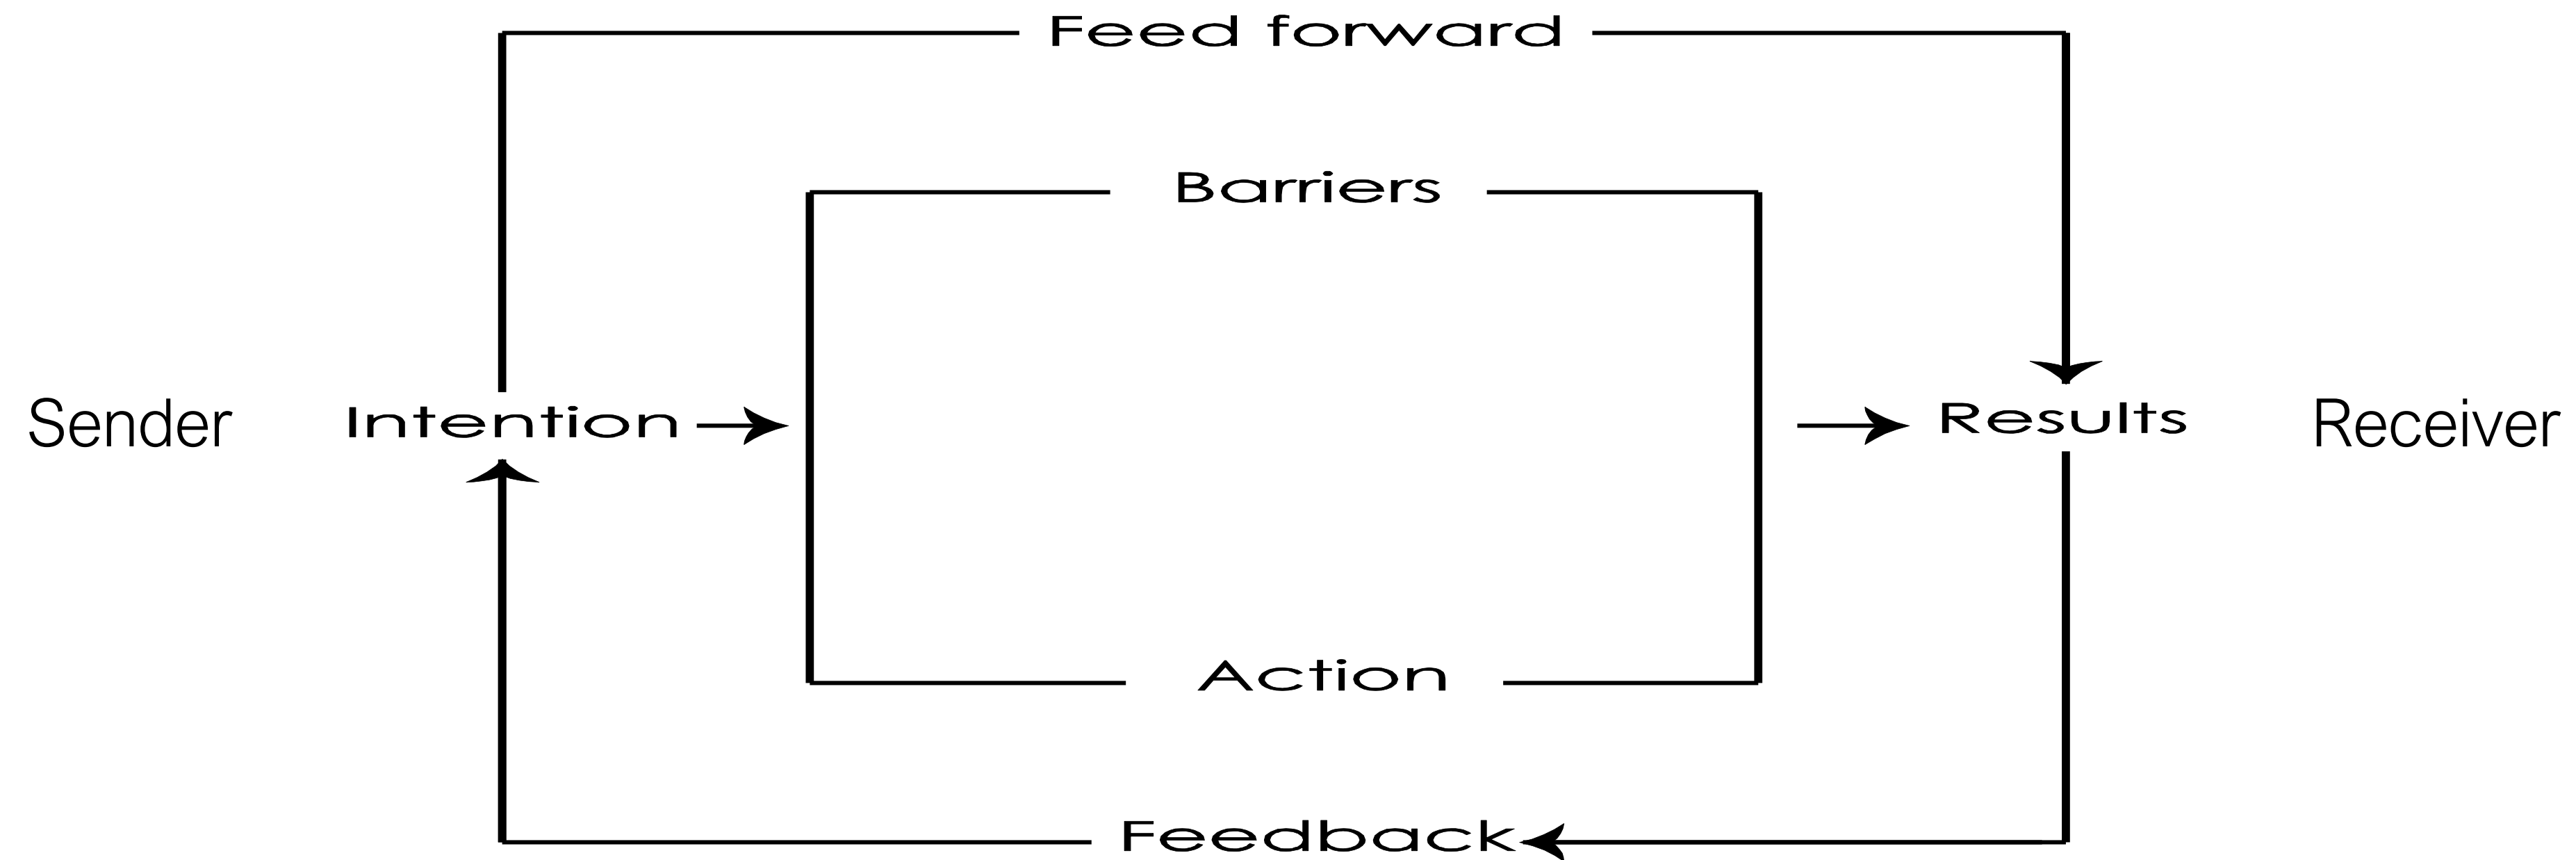 Feed forward
Barriers
Sender Intention Results Receiver
Action
Feedback